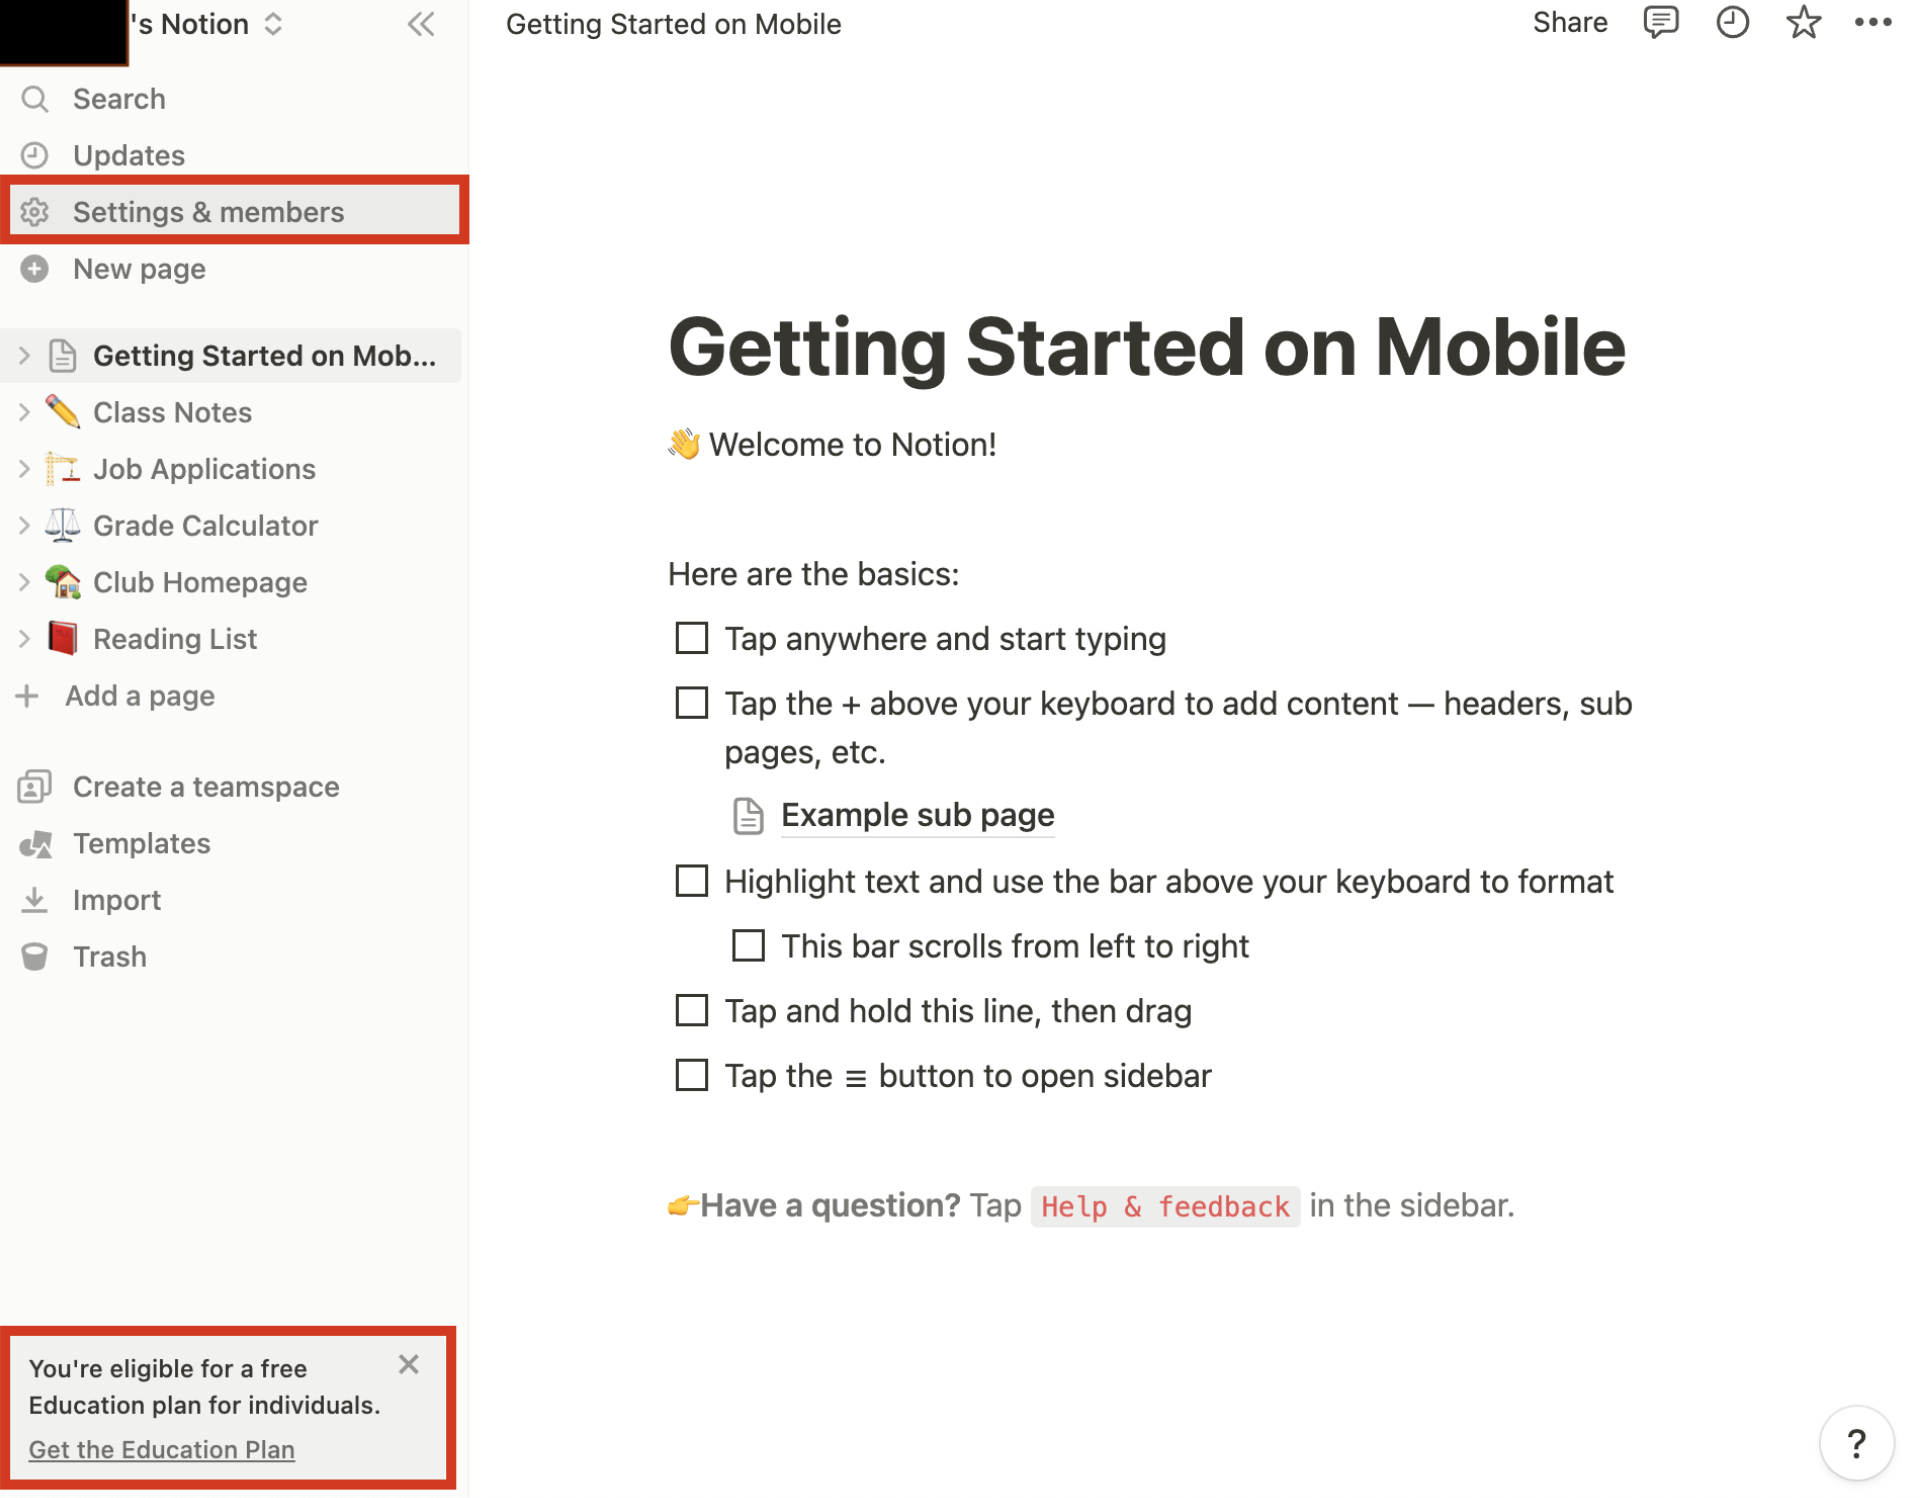 's Notion
Search
Updates
Settings & members
New page
Getting Started on Mob...
Class Notes
Job Applications
Grade Calculator
Club Homepage
Reading List
Add a page
Create a teamspace
Templates
Import
Trash
You're eligible for a free
Education plan for individuals.
Get the Education Plan
Getting Started on Mobile
Share
Getting Started on Mobile
👋 Welcome to Notion!
Here are the basics:
Tap anywhere and start typing
Tap the + above your keyboard to add content — headers, sub
pages, etc.
Example sub page
Highlight text and use the bar above your keyboard to format
This bar scrolls from left to right
Tap and hold this line, then drag
Tap the ≡ button to open sidebar
👉Have a question? Tap Help & feedback in the sidebar.
?